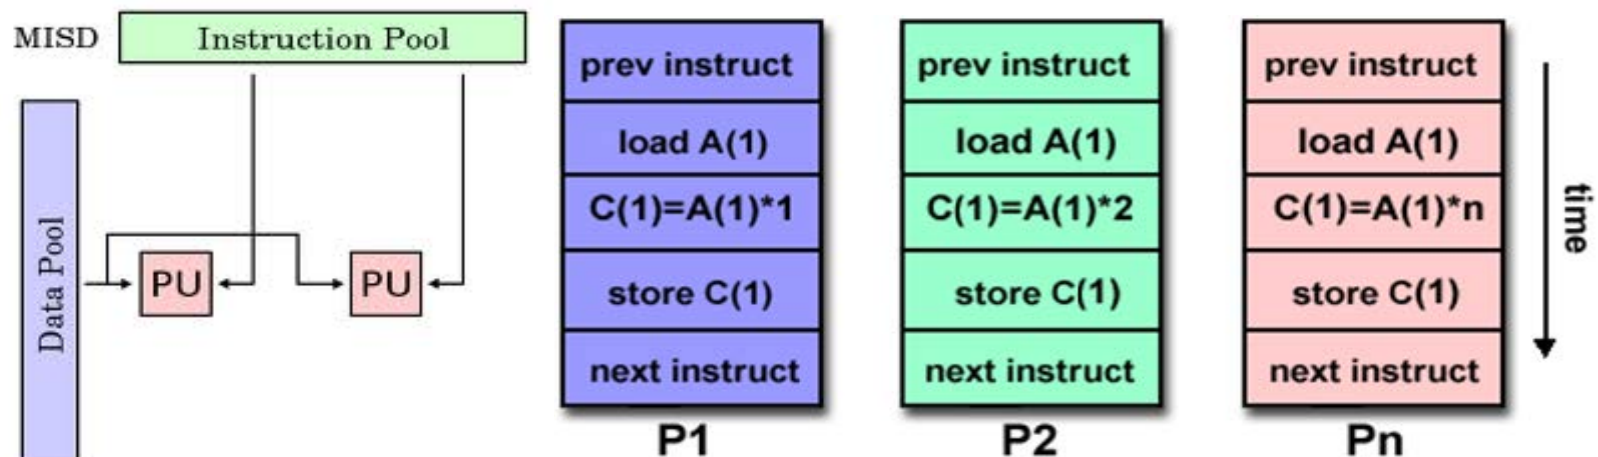 MISD
Instruction Pool
Data Pool
PU
PU
prev instruct
load A(1)
C(1)=A(1)*1
store C(1)
next instruct
P1
prev instruct
load A(1)
C(1)=A(1)*2
store C(1)
next instruct
P2
prev instruct
load A(1)
C(1)=A(1)*n
store C(1)
next instruct
Pn
time